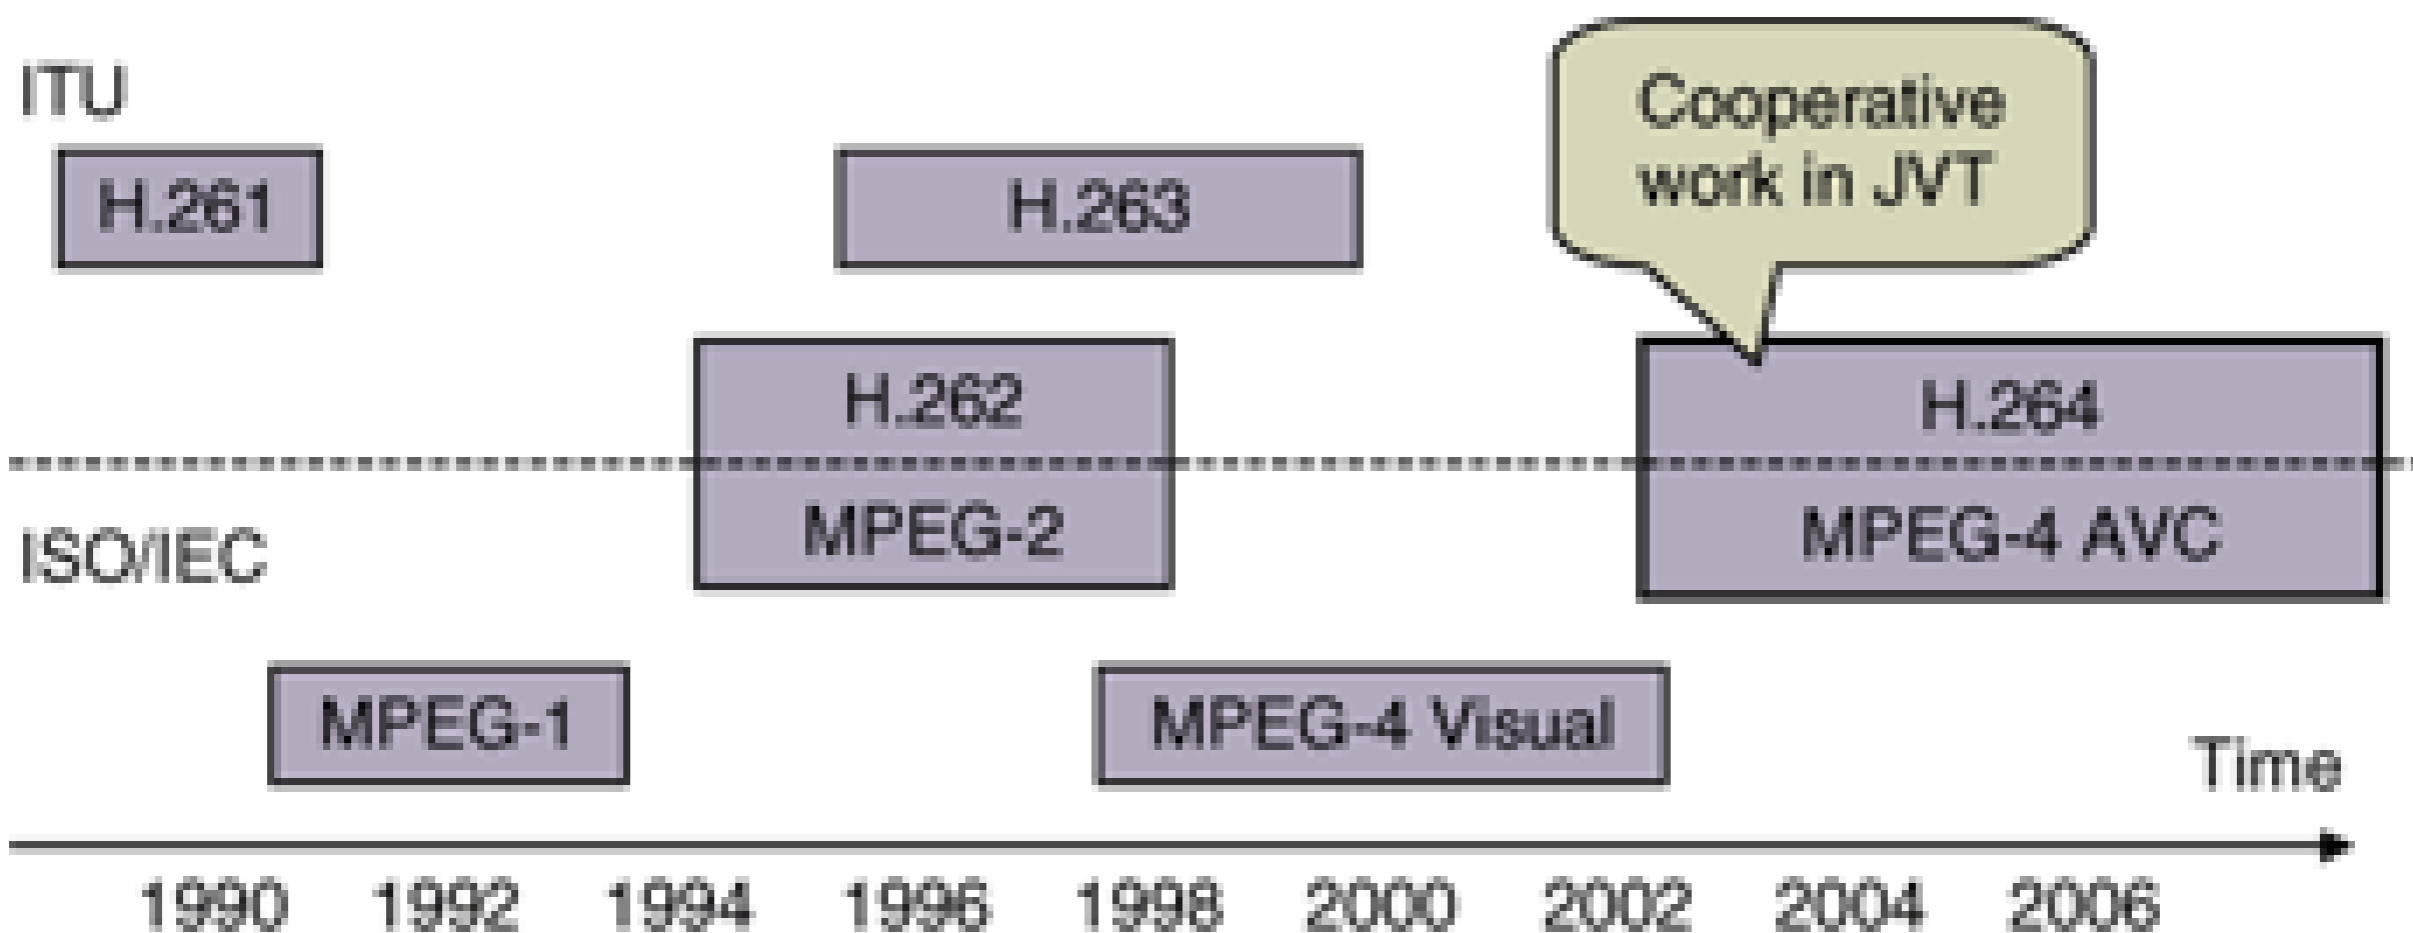 ITU
Cooperative
work in JVT
H.261
H.263
H.262
H.264
ISO/IEC
MPEG-2
MPEG-4 AVC
MPEG-1
MPEG-4 Visual
Time
1990 1992 1994 1996 1998 2000 2002 2004 2006